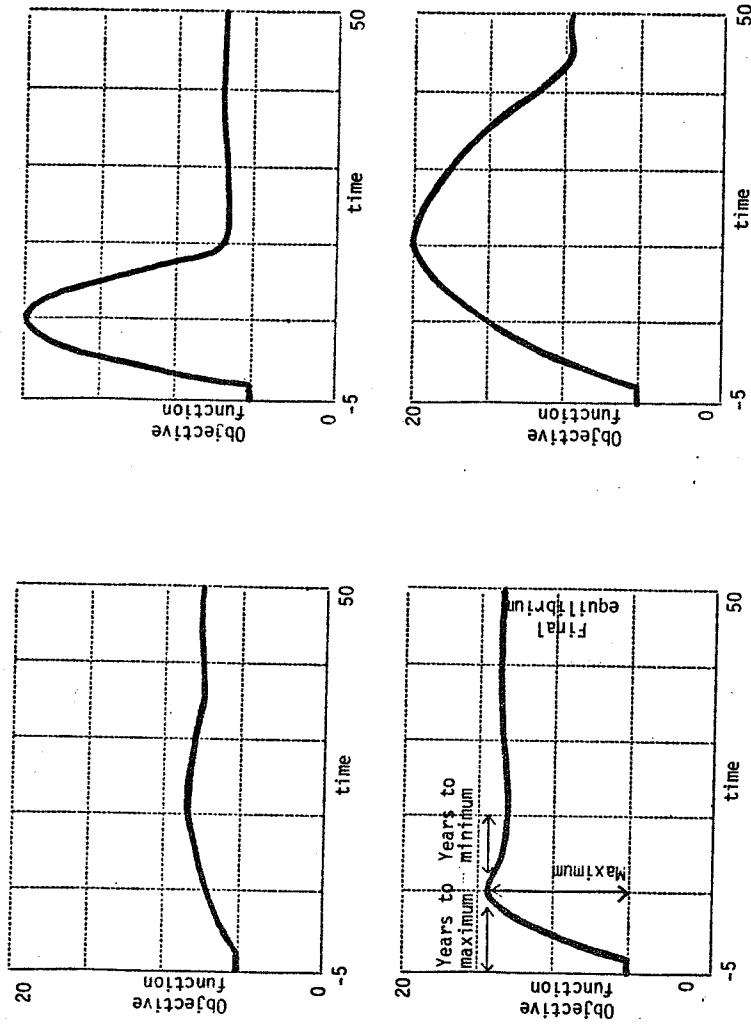 20
Objective
function
0
-5
time
50
Objective
function
0
-5
time
50
20
Years to
maximum
Years to
minimum
Maximum
Final
equilibrium
Objective
function
0
-5
time
50
20
Objective
function
0
-5
time
50